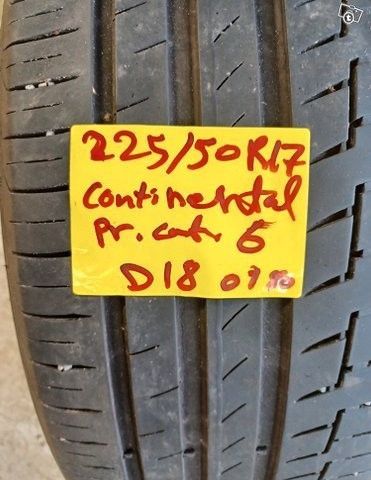 225/50R17
Continental
Pr. cont. 6
D18